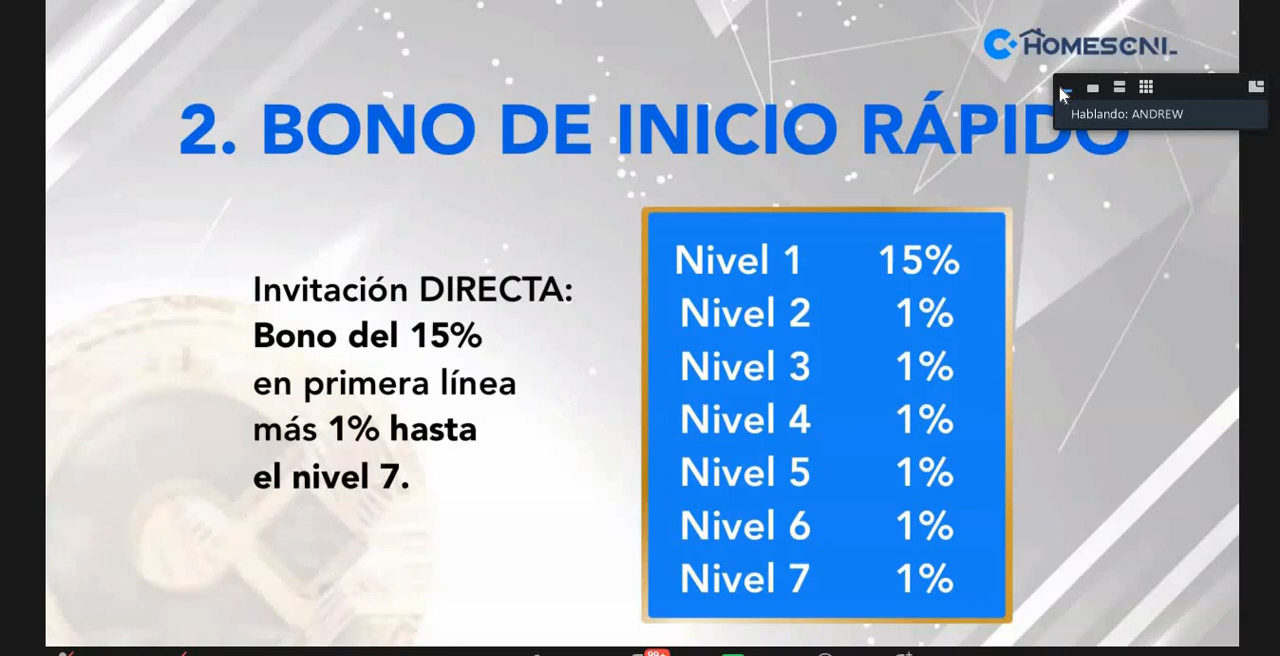 HOMESCNL
Hablando: ANDREW
2. BONO DE INICIO RÁPIDO
Invitación DIRECTA:
Bono del 15%
en primera línea
más 1% hasta
el nivel 7.
Nivel 1 15%
Nivel 2 1%
Nivel 3 1%
Nivel 4 1%
Nivel 5 1%
Nivel 6 1%
Nivel 7 1%
99+